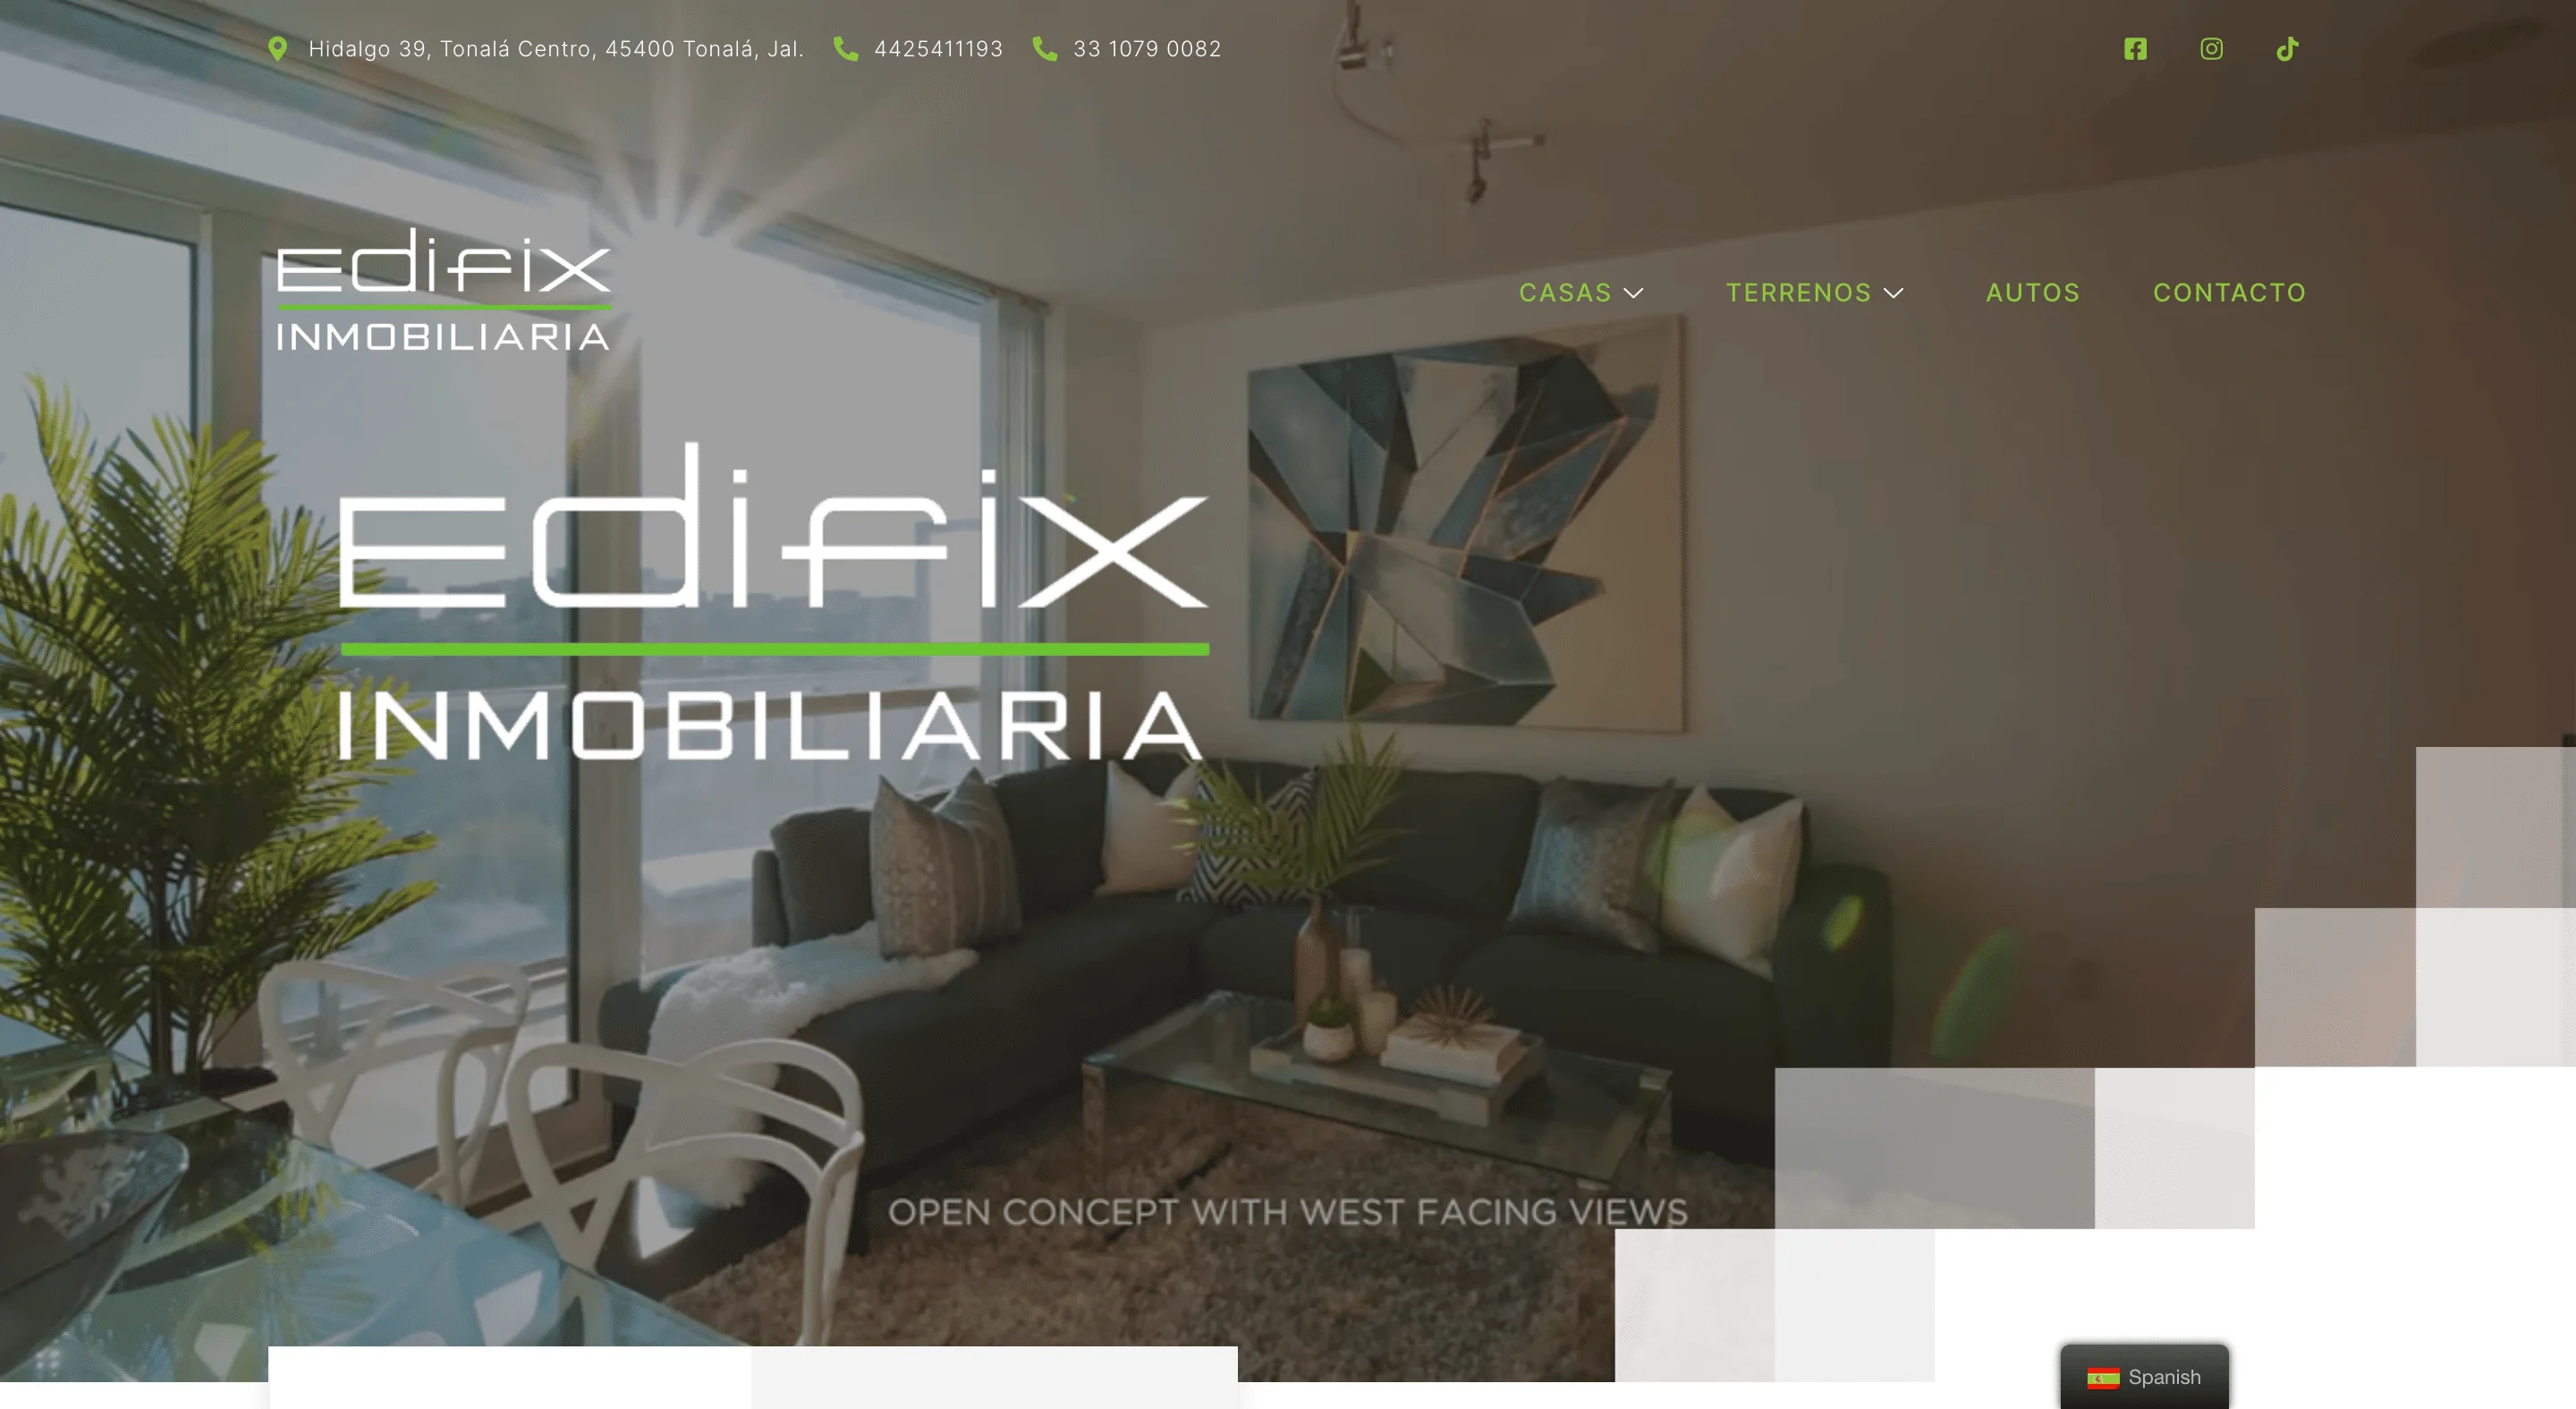 Hidalgo 39, Tonalá Centro, 45400 Tonalá, Jal. 4425411193 33 1079 0082
Edifix
INMOBILIARIA
CASAS TERRENOS AUTOS CONTACTO
Edifix
INMOBILIARIA
OPEN CONCEPT WITH WEST FACING VIEWS
Spanish